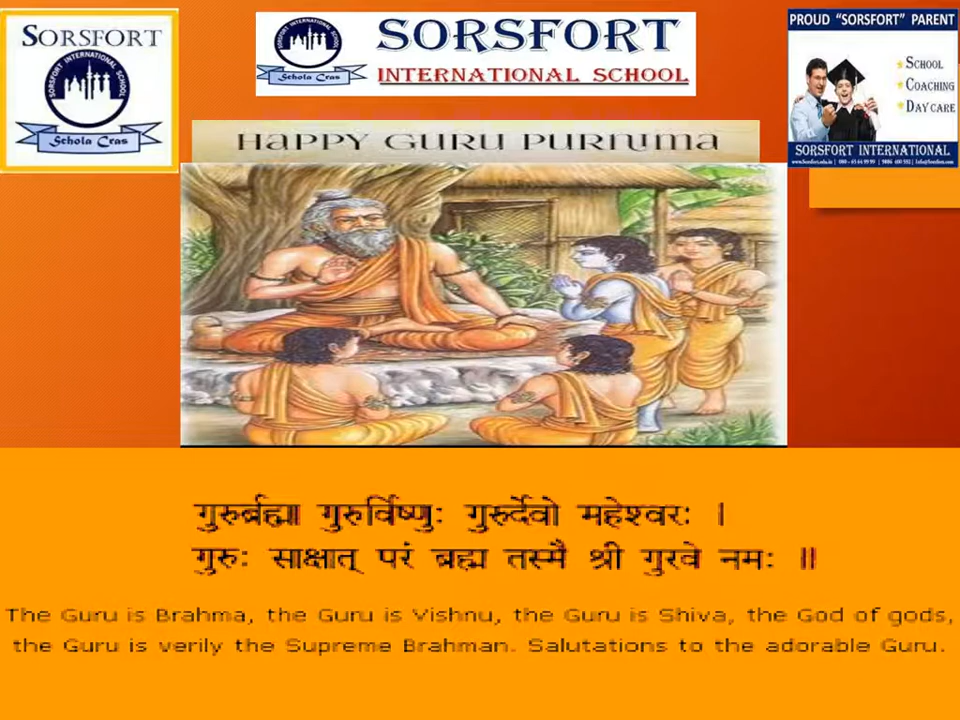 SORSFORT
SORSFORT INTERNATIONAL SCHOOL
Schola Cras
SORSFORT
INTERNATIONAL SCHOOL
SORSFORT INTERNATIONAL SCHOOL
Schola Cras
PROUD "SORSFORT" PARENT
SCHOOL
COACHING
DAY CARE
SORSFORT INTERNATIONAL
HAPPY GURU PURNIMA
गुरुर्ब्रह्मा गुरुर्विष्णुः गुरुर्देवो महेश्वरः ।
गुरुः साक्षात् परं ब्रह्म तस्मै श्री गुरवे नमः ॥
The Guru is Brahma, the Guru is Vishnu, the Guru is Shiva, the God of gods,
the Guru is verily the Supreme Brahman. Salutations to the adorable Guru.